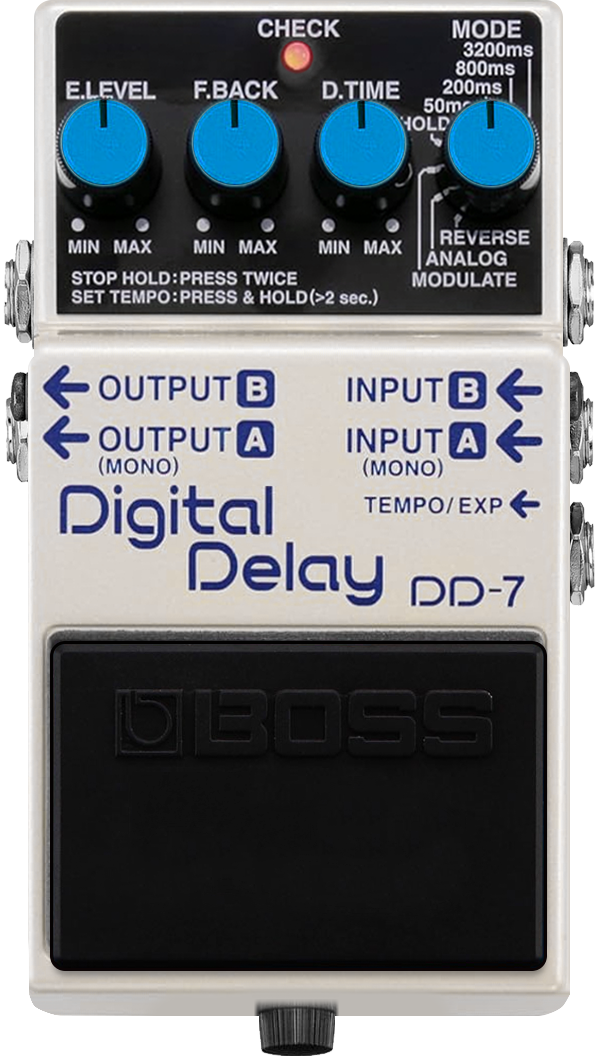 CHECK
MODE
3200ms
800ms
200ms
50ms
HOLD
E.LEVEL
F.BACK
D.TIME
MIN MAX
MIN MAX
MIN MAX
REVERSE
ANALOG
MODULATE
STOP HOLD:PRESS TWICE
SET TEMPO:PRESS & HOLD(>2 sec.)
OUTPUT B
INPUT B
OUTPUT A
(MONO)
INPUT A
(MONO)
TEMPO/EXP
Digital
Delay
DD-7
BOSS